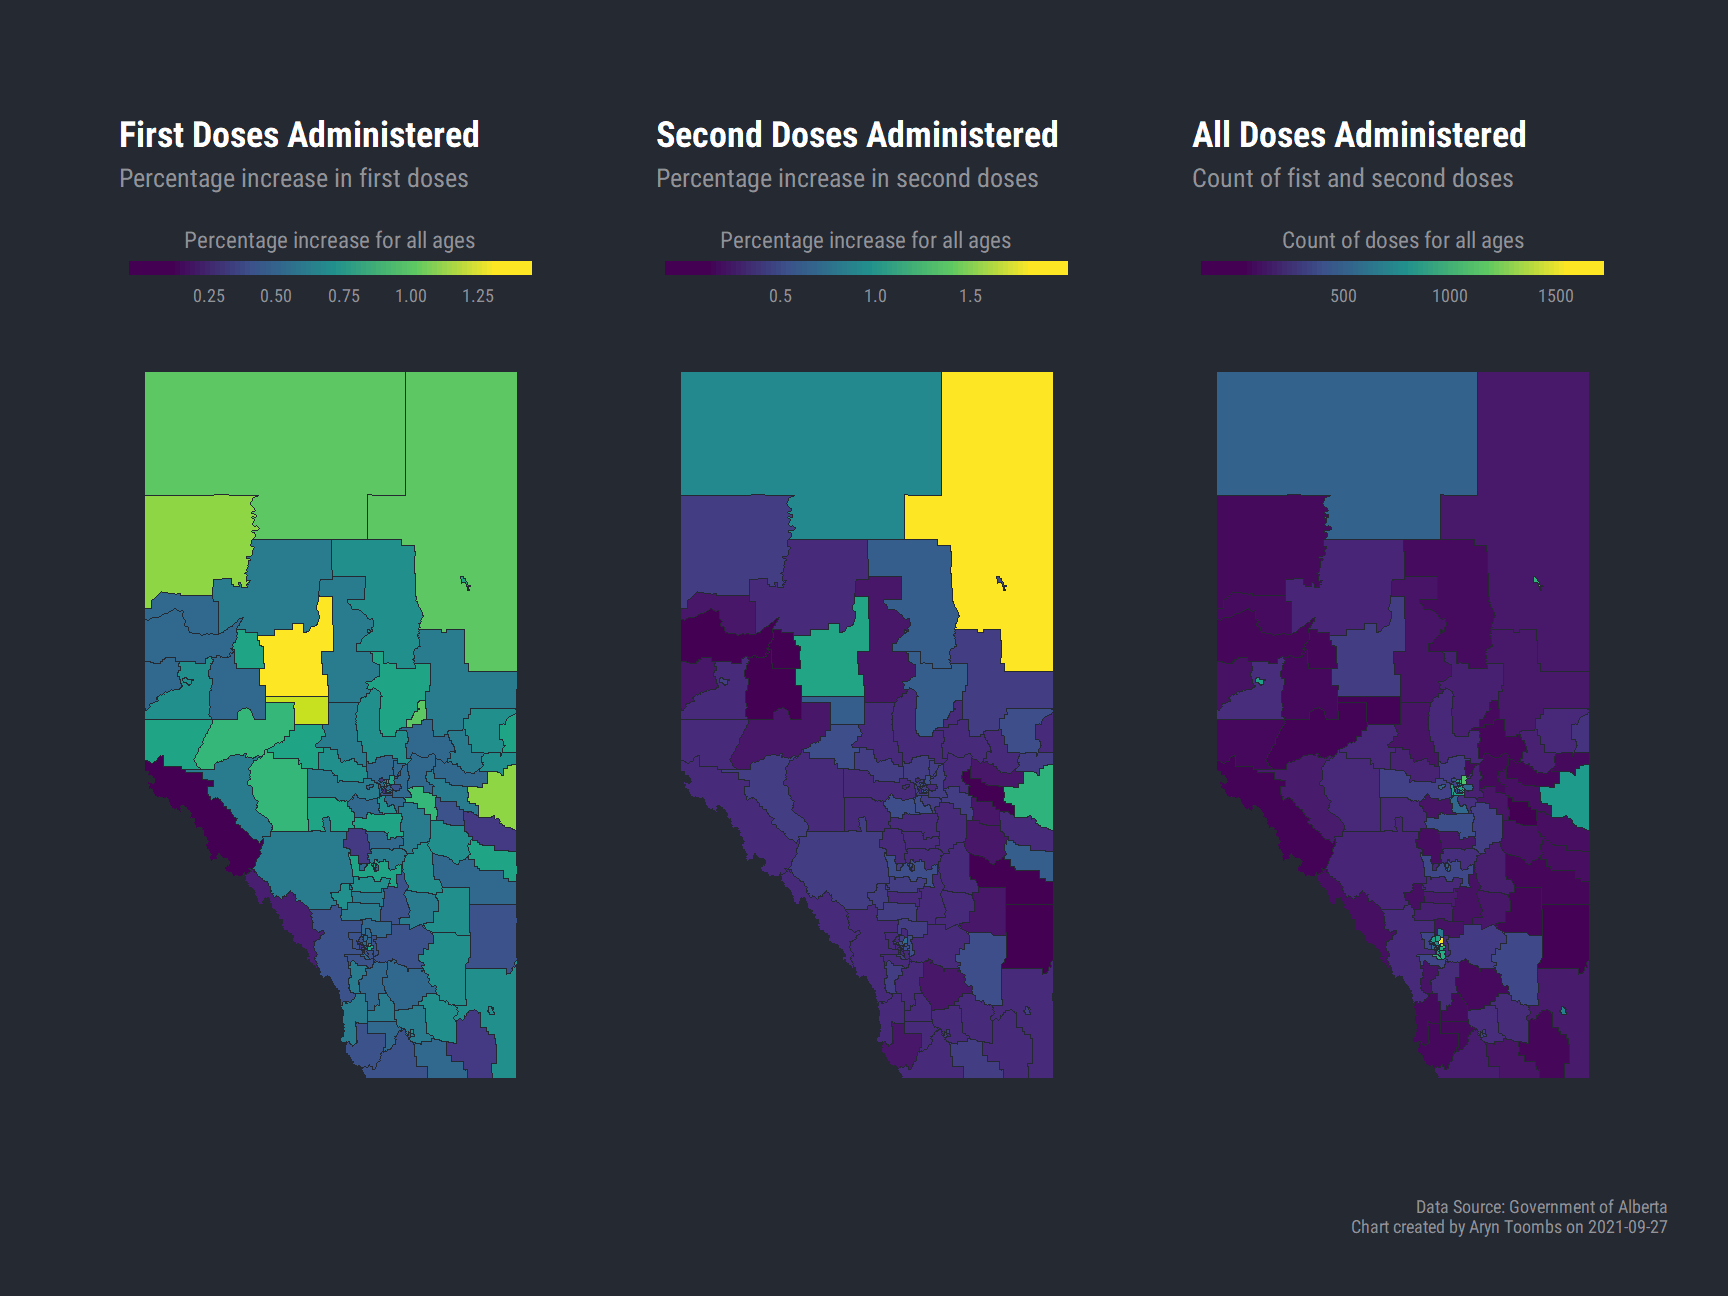 First Doses Administered
Percentage increase in first doses
Percentage increase for all ages
0.25 0.50 0.75 1.00 1.25
Second Doses Administered
Percentage increase in second doses
Percentage increase for all ages
0.5 1.0 1.5
All Doses Administered
Count of fist and second doses
Count of doses for all ages
500 1000 1500
Data Source: Government of Alberta
Chart created by Aryn Toombs on 2021-09-27